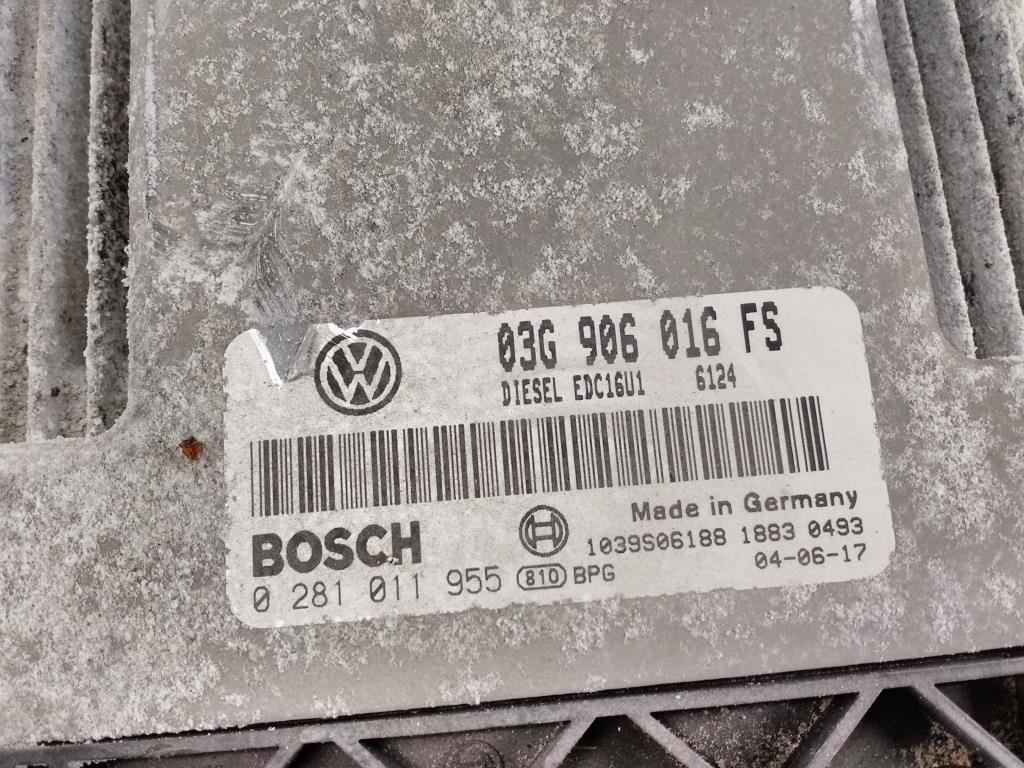 03G 906 016 FS
DIESEL EDC16U1 6124
Made in Germany
BOSCH
1039S06188 1883 0493
0 281 011 955 810 BPG
04-06-17